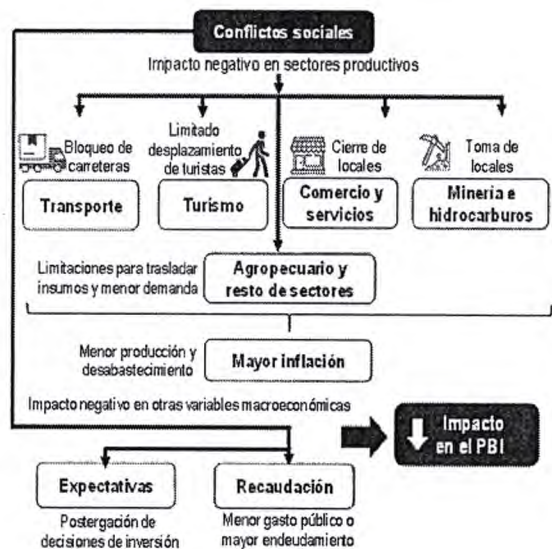 Conflictos sociales
Impacto negativo en sectores productivos
Bloqueo de
carreteras
Transporte
Limitado
desplazamiento
de turistas
Turismo
Cierre de
locales
Comercio y
servicios
Toma de
locales
Minería e
hidrocarburos
Limitaciones para trasladar
insumos y menor demanda
Agropecuario y
resto de sectores
Menor producción y
desabastecimiento
Mayor inflación
Impacto negativo en otras variables macroeconómicas
Impacto
en el PBI
Expectativas
Postergación de
decisiones de inversión
Recaudación
Menor gasto público o
mayor endeudamiento